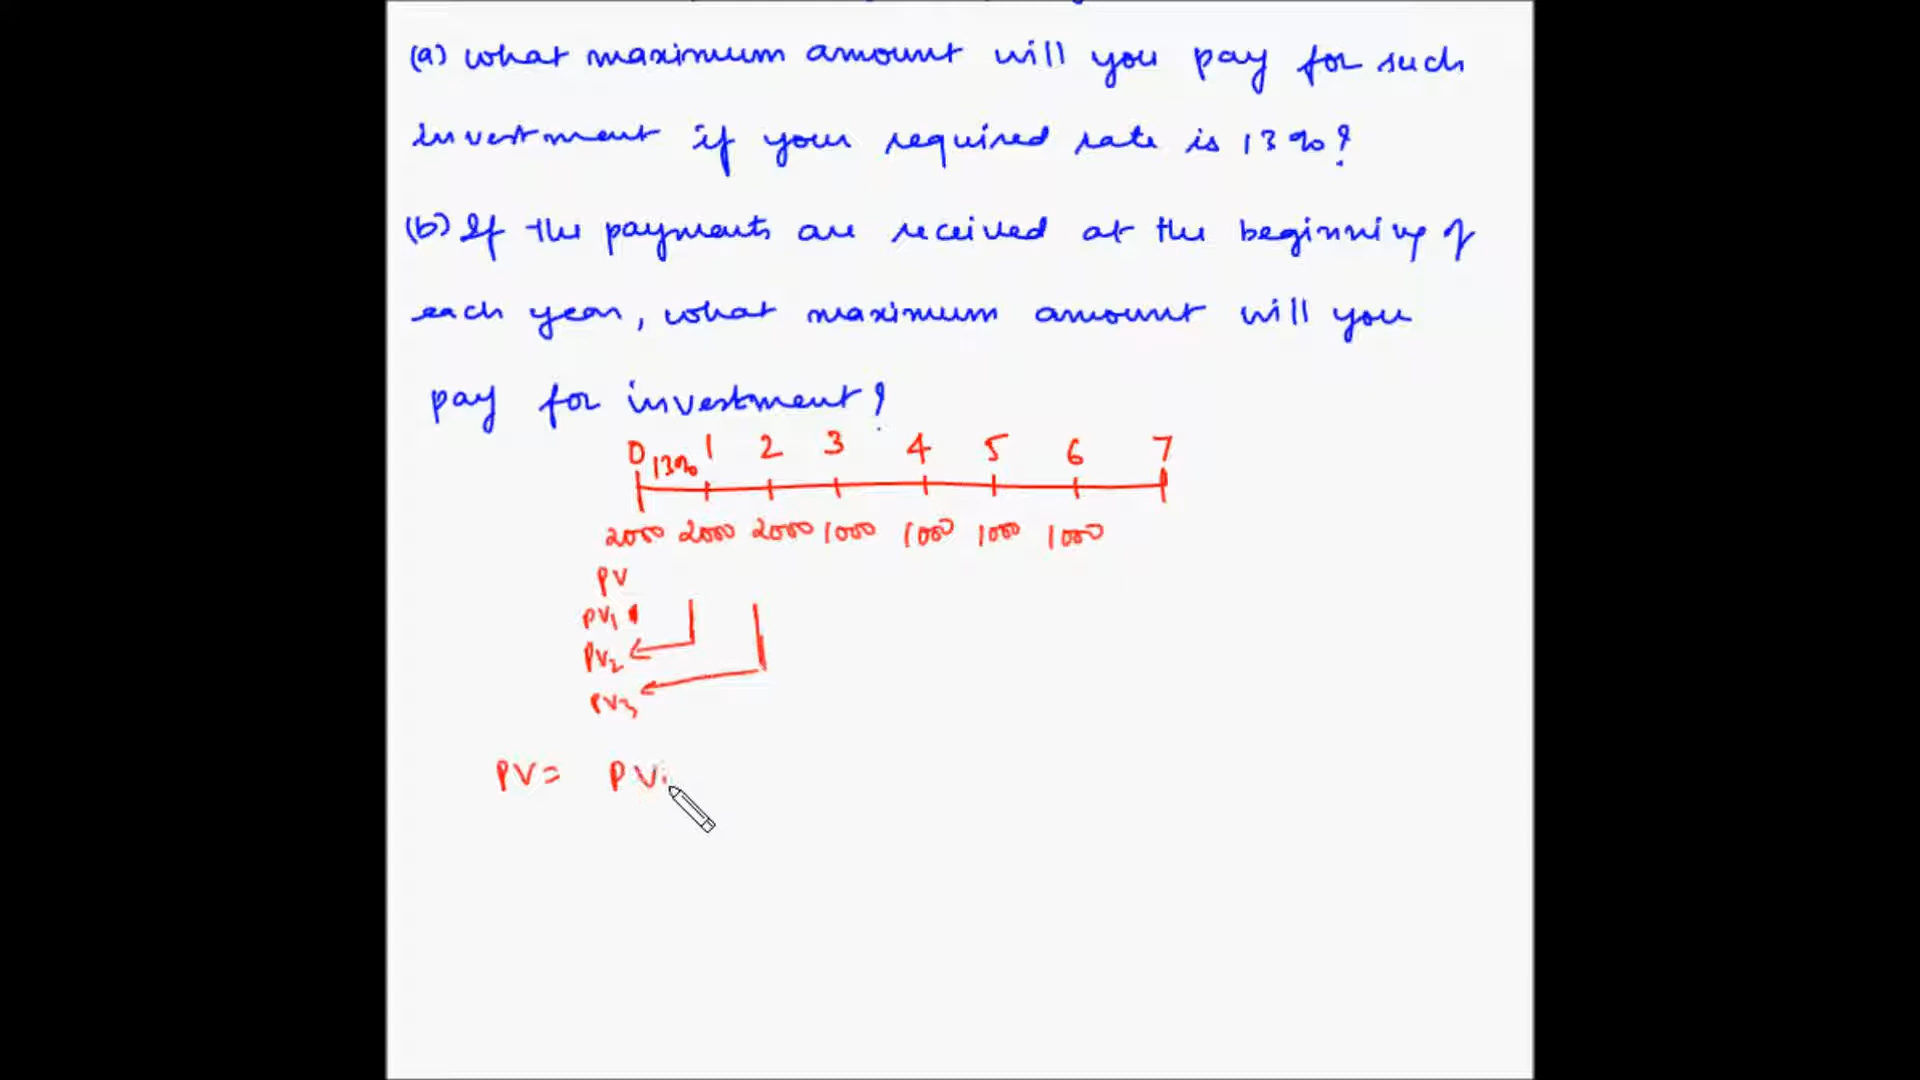 (a) what maximum amount will you pay for such
investment if your required rate is 13%?
(b) If the payments are received at the beginning of
each year, what maximum amount will you
pay for investment?
0 13% 1 2 3 4 5 6 7
2000 2000 2000 1000 1000 1000 1000
PV
PV1
PV2
PV3
PV = PV